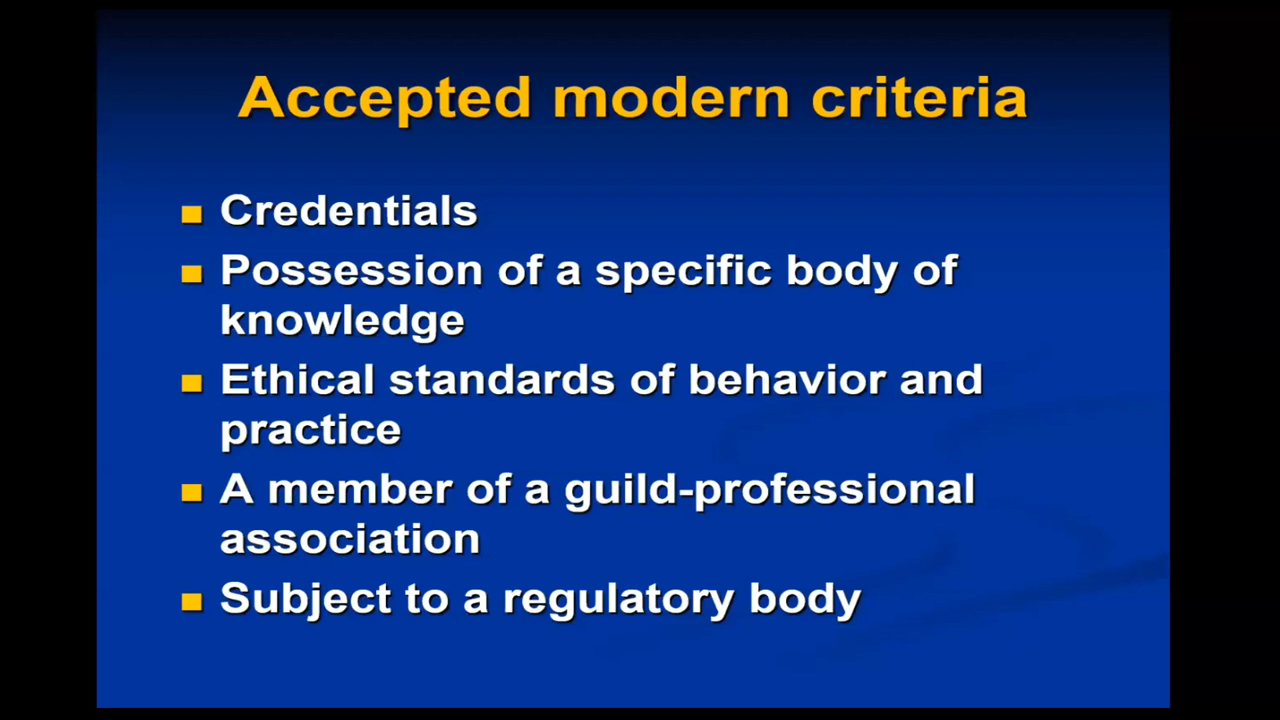 Accepted modern criteria
Credentials
Possession of a specific body of
knowledge
Ethical standards of behavior and
practice
A member of a guild-professional
association
Subject to a regulatory body